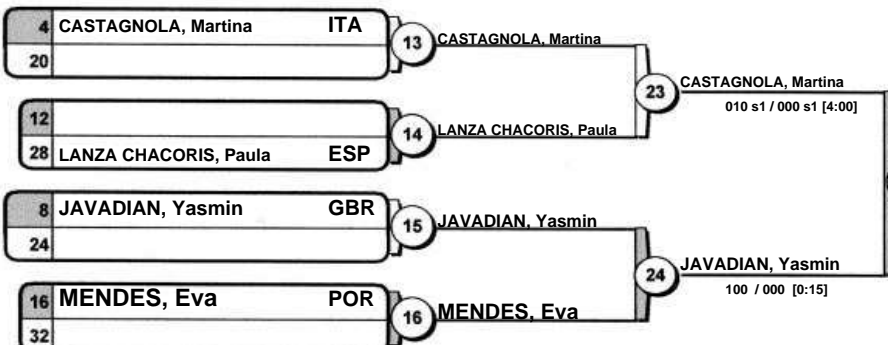 4 CASTAGNOLA, Martina ITA
20
13 CASTAGNOLA, Martina
12
28 LANZA CHACORIS, Paula ESP
14 LANZA CHACORIS, Paula
23 CASTAGNOLA, Martina
010 s1 / 000 s1 [4:00]
8 JAVADIAN, Yasmin GBR
24
15 JAVADIAN, Yasmin
16 MENDES, Eva POR
32
16 MENDES, Eva
24 JAVADIAN, Yasmin
100 / 000 [0:15]